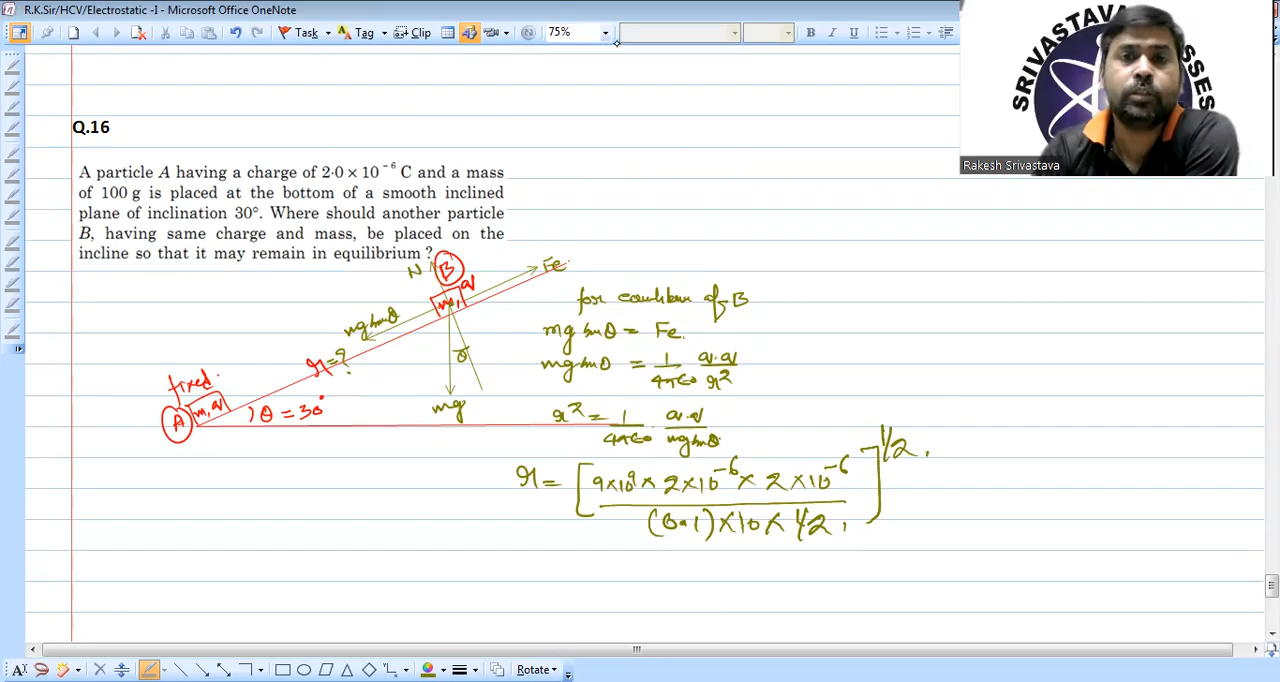 R.K.Sir/HCV/Electrostatic -I - Microsoft Office OneNote
Task
Tag
Clip
75%
B I U
SRIVASTAVA
SSES
Rakesh Srivastava
Q.16
A particle A having a charge of 2·0 × 10⁻⁶ C and a mass
of 100 g is placed at the bottom of a smooth inclined
plane of inclination 30°. Where should another particle
B, having same charge and mass, be placed on the
incline so that it may remain in equilibrium ?
N
B
q
Fe
m,
mg sinθ
r=?
θ
mg
fixed.
A
m, q
θ = 30°
for of B
mg sinθ = Fe
mg sinθ = 1/4πε₀ q·q/r²
r² = 1/4πε₀ · q·q/mg sinθ
r = [9×10⁹ × 2×10⁻⁶ × 2×10⁻⁶
(0·1) × 10 × 1/2 ,]^1/2 .
A
Rotate